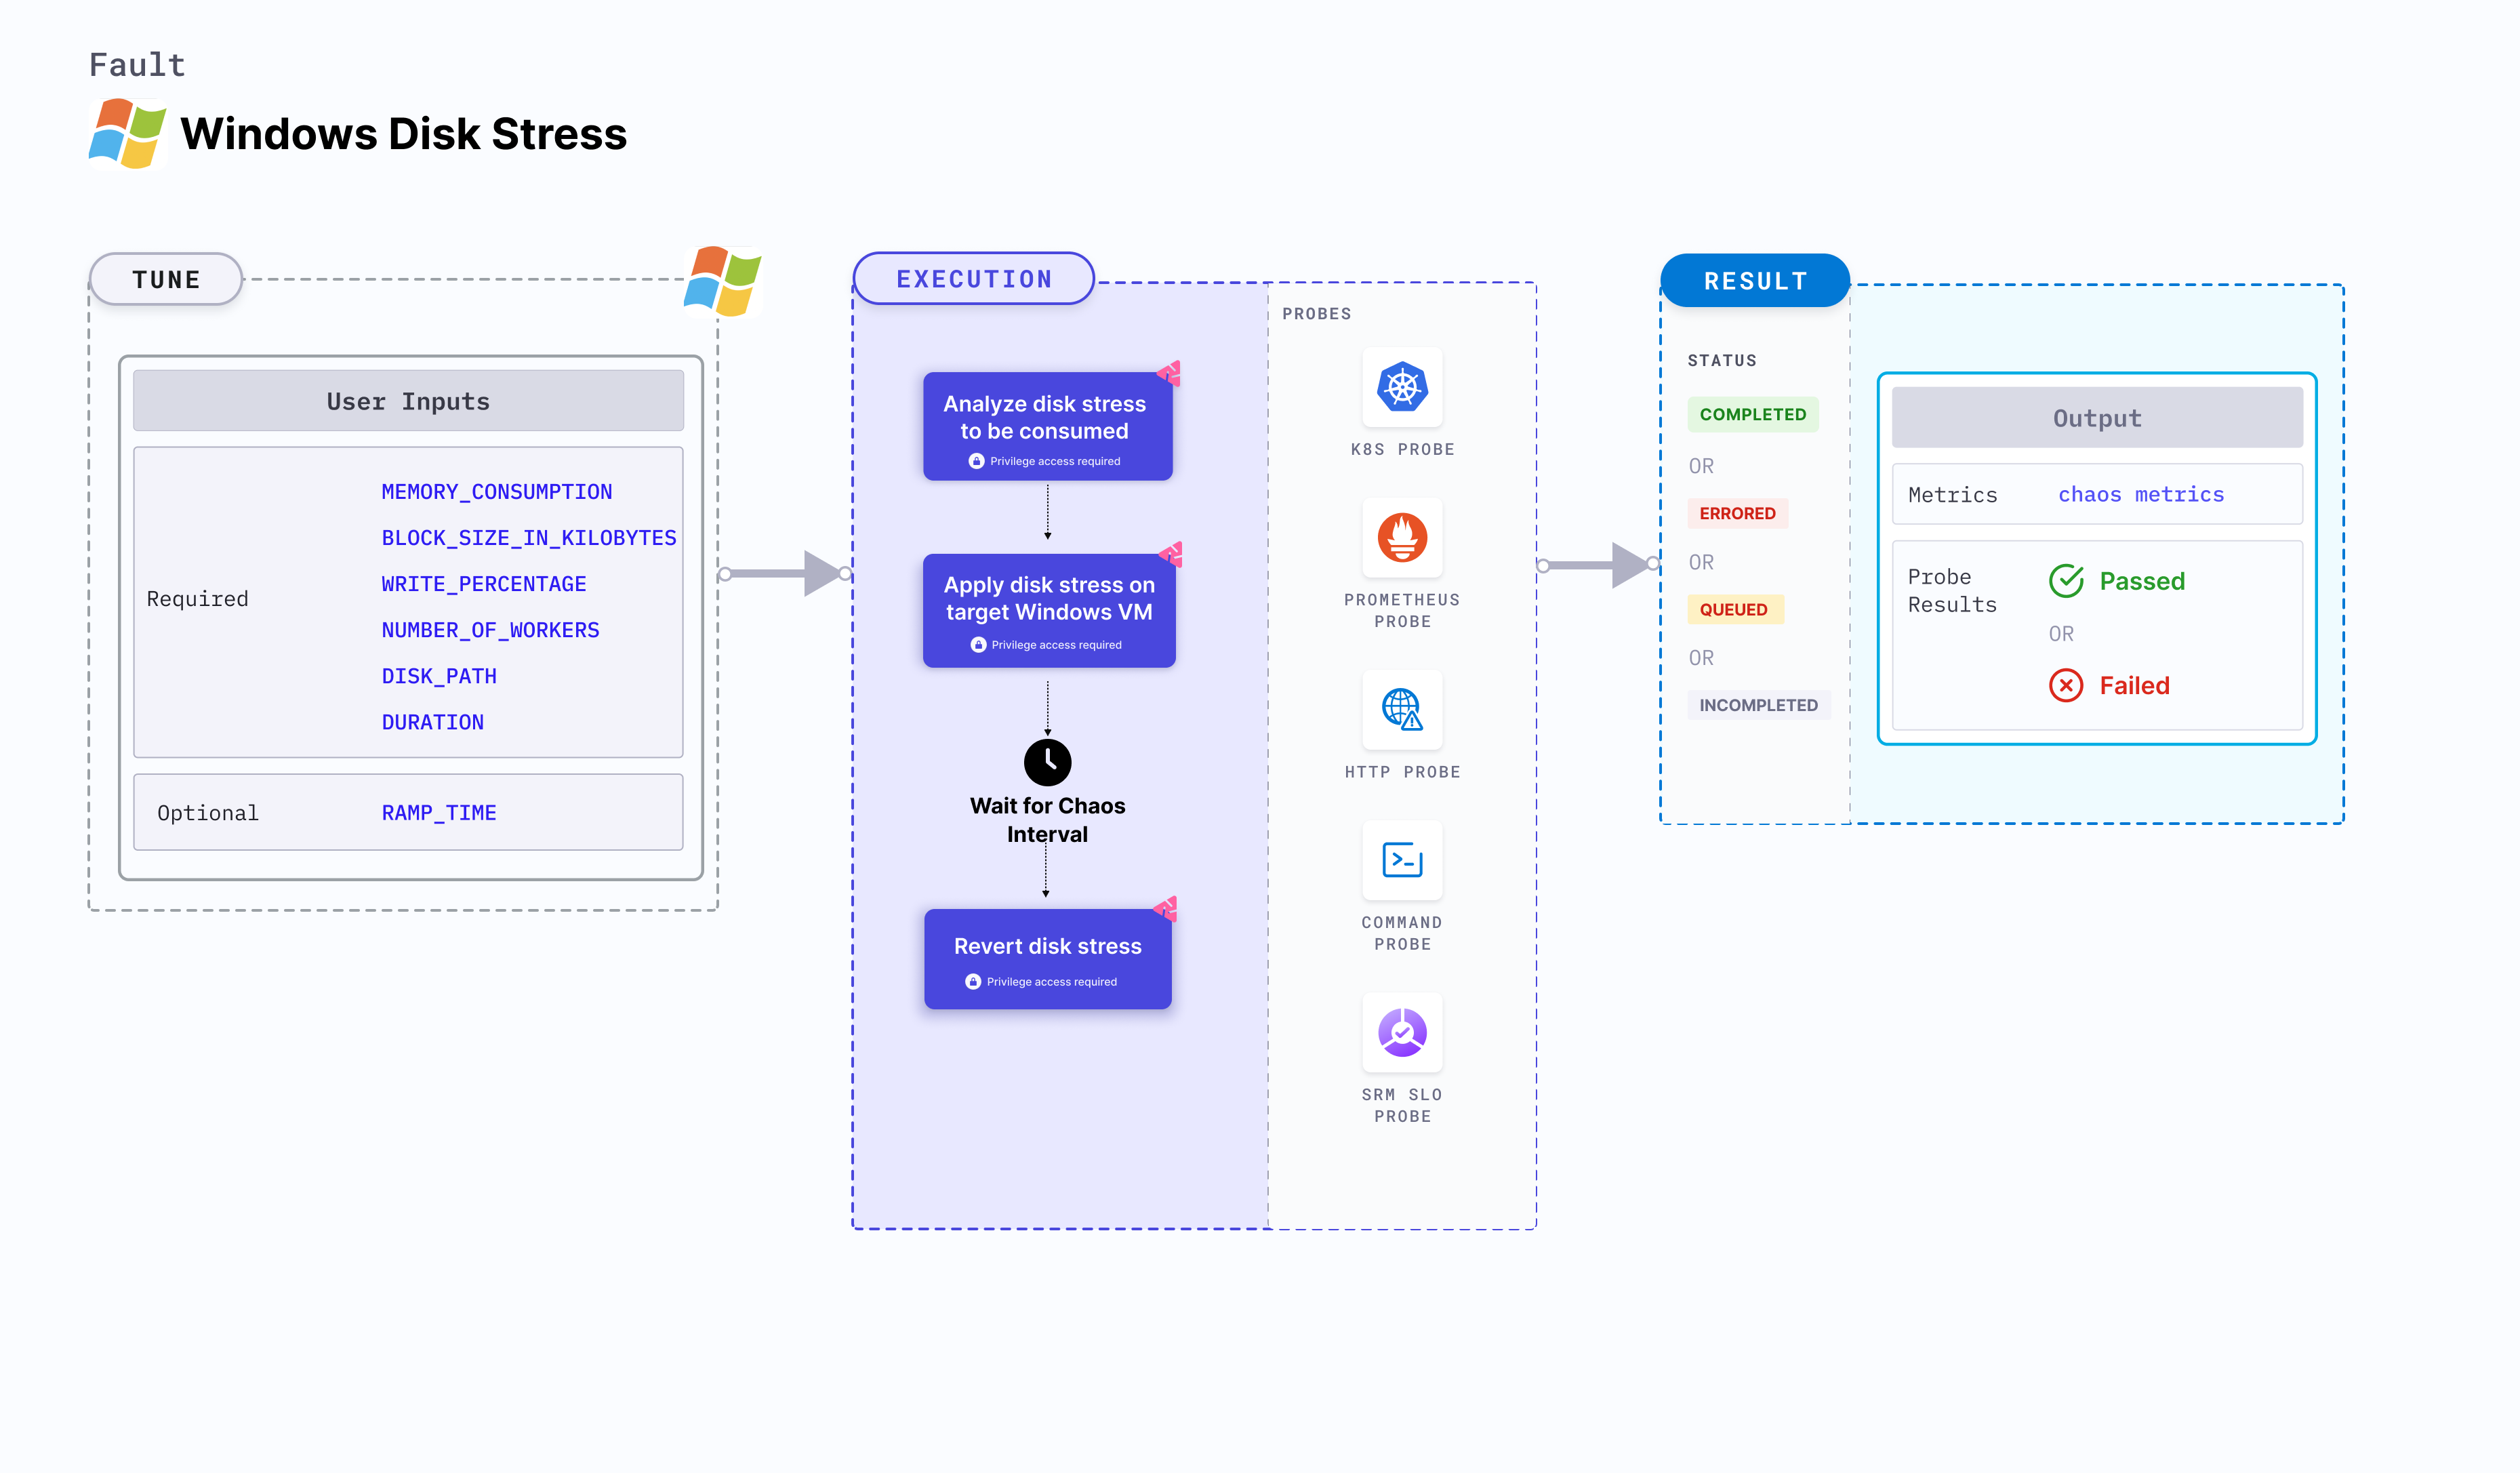 Fault
Windows Disk Stress
TUNE
User Inputs
Required
MEMORY_CONSUMPTION
BLOCK_SIZE_IN_KILOBYTES
WRITE_PERCENTAGE
NUMBER_OF_WORKERS
DISK_PATH
DURATION
Optional
RAMP_TIME
EXECUTION
Analyze disk stress
to be consumed
Privilege access required
Apply disk stress on
target Windows VM
Privilege access required
Wait for Chaos
Interval
Revert disk stress
Privilege access required
PROBES
K8S PROBE
PROMETHEUS
PROBE
HTTP PROBE
COMMAND
PROBE
SRM SLO
PROBE
RESULT
STATUS
COMPLETED
OR
ERRORED
OR
QUEUED
OR
INCOMPLETED
Output
Metrics
chaos metrics
Probe
Results
Passed
OR
Failed